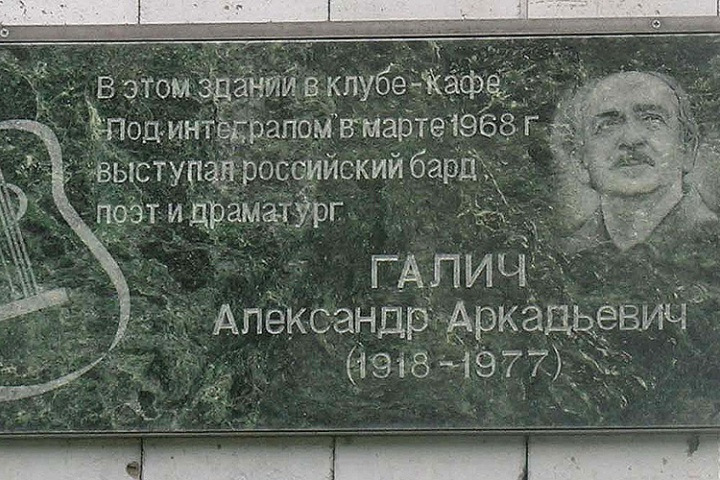 В этом здании в клубе-кафе
Под интегралом в марте 1968 г
выступал российский бард
поэт и драматург
ГАЛИЧ
Александр Аркадьевич
(1918-1977)